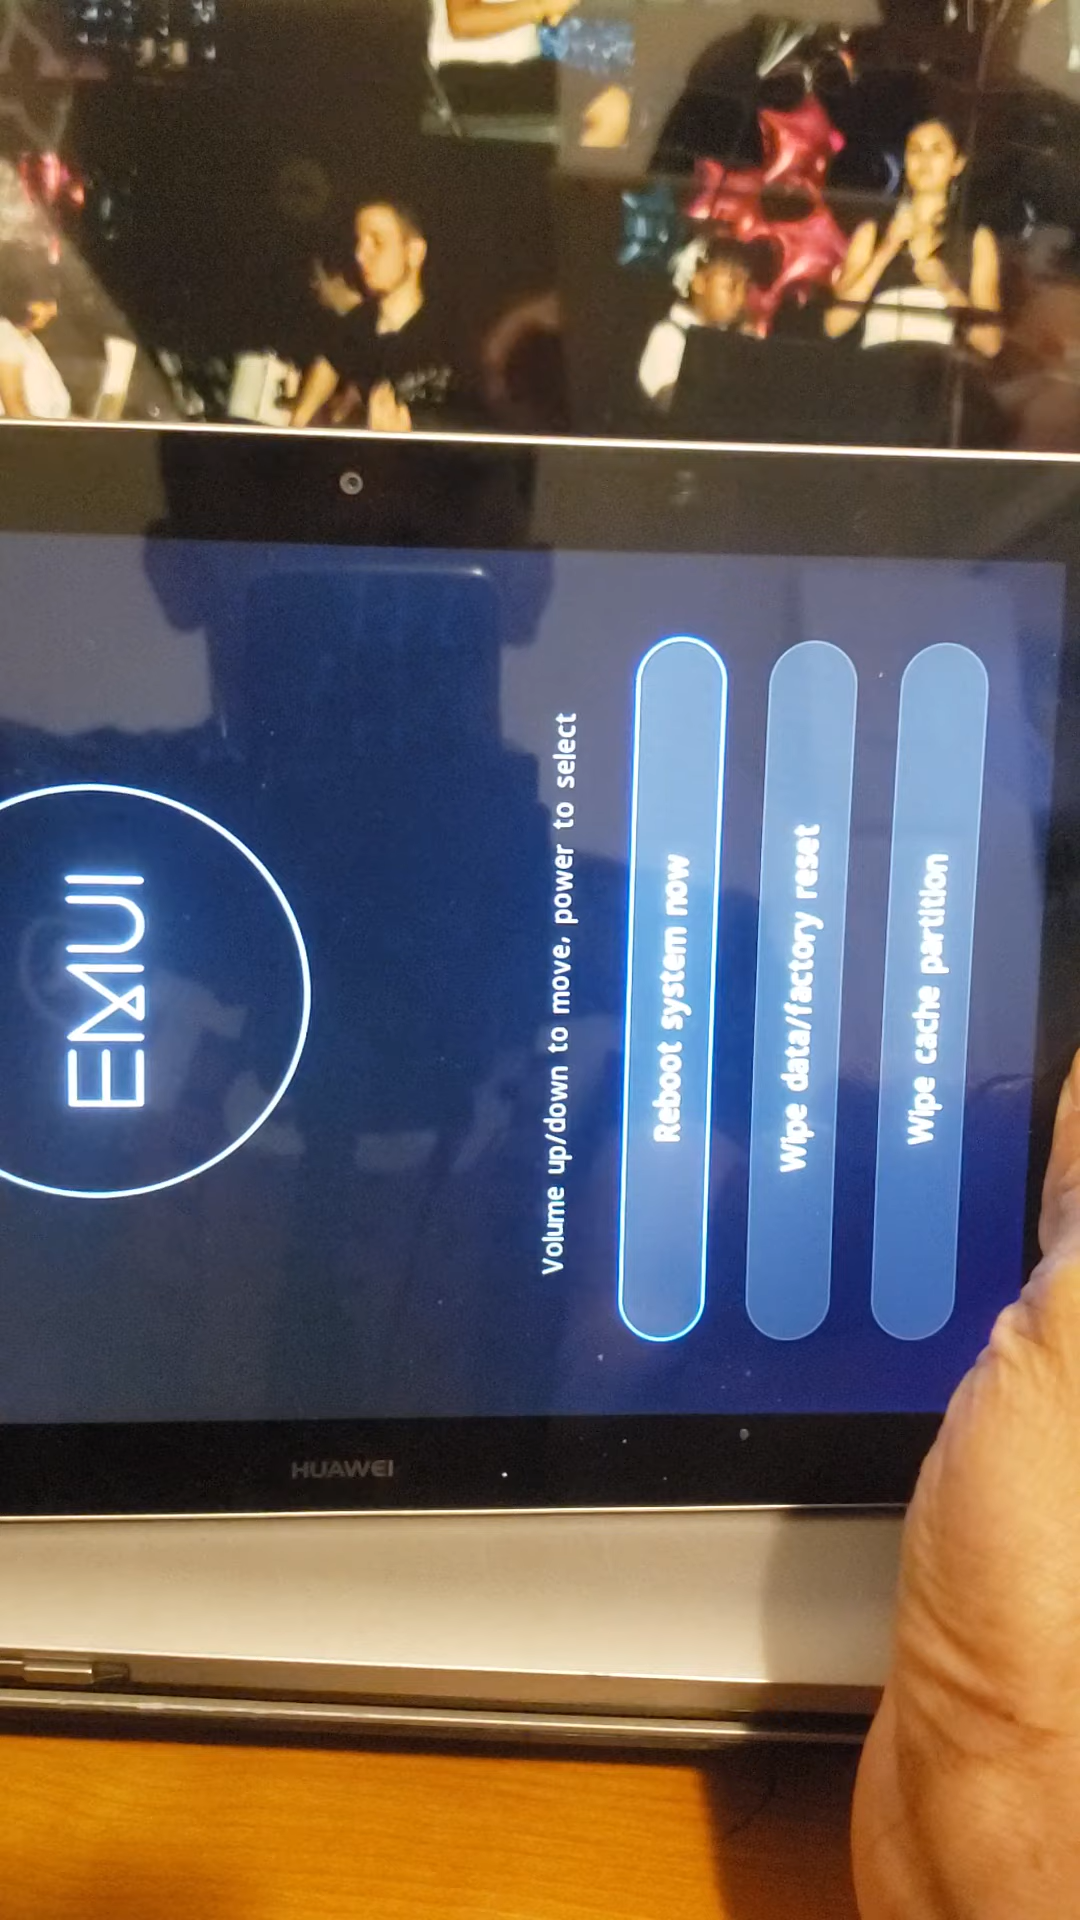 EMUI
Volume up/down to move, power to select
Reboot system now
Wipe data/factory reset
Wipe cache partition
HUAWEI